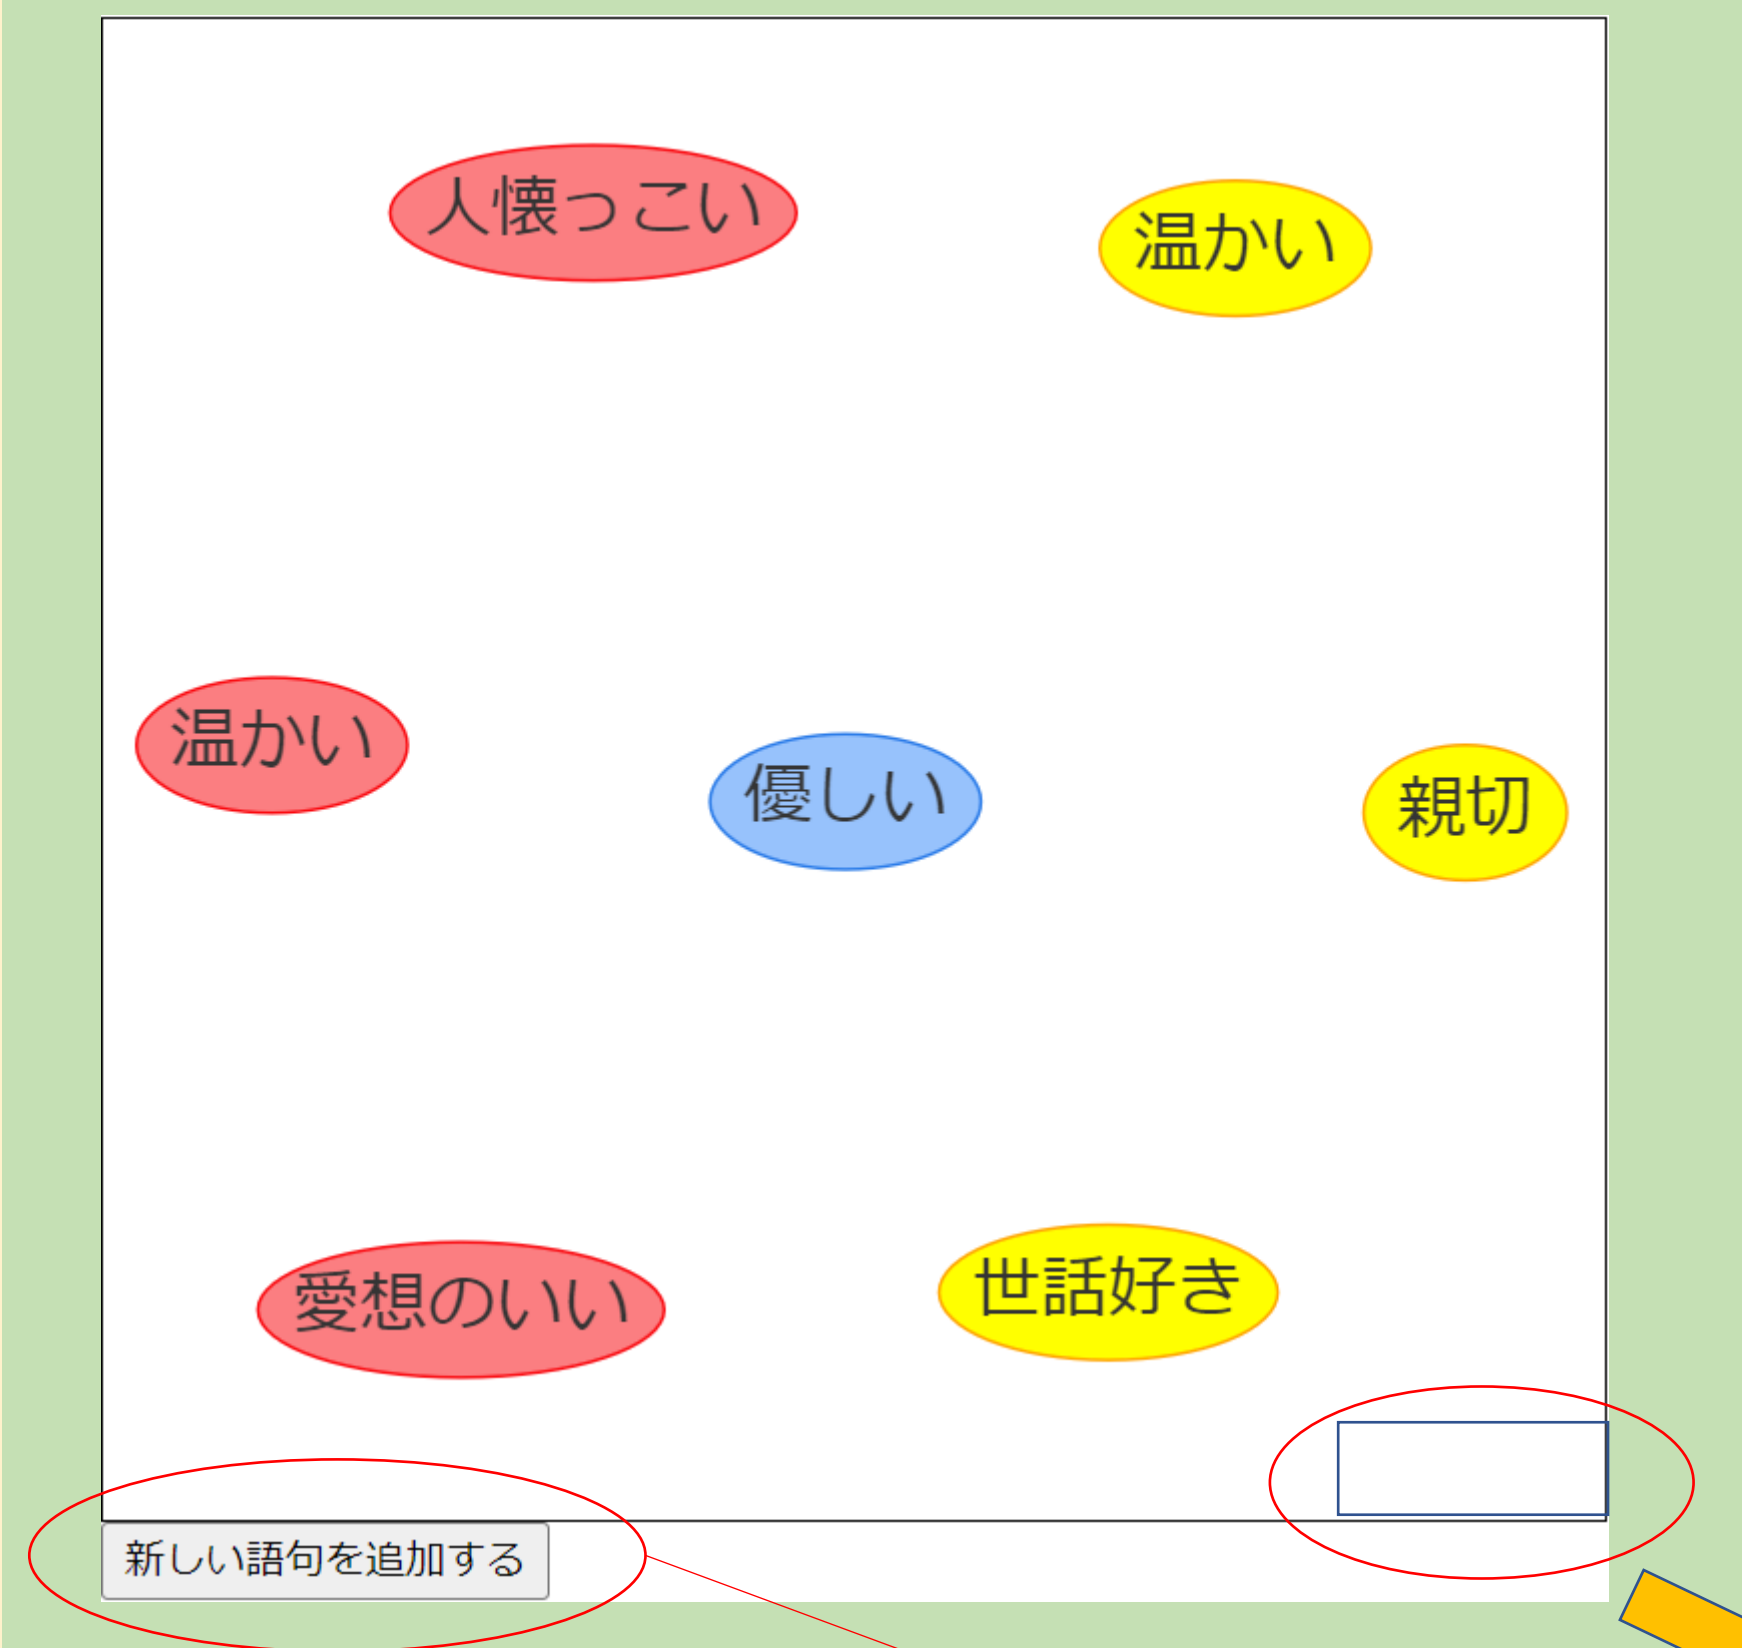 人懐っこい
温かい
温かい
優しい
親切
愛想のいい
世話好き
新しい語句を追加する